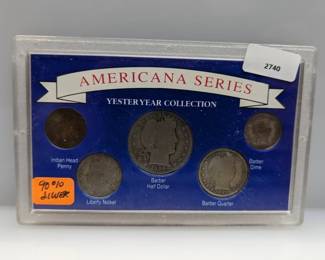 2740
AMERICANA SERIES
YESTERYEAR COLLECTION
Indian Head
Penny
Barber
Dime
Barber
Half Dollar
Liberty Nickel
Barber Quarter
90%
SILVER